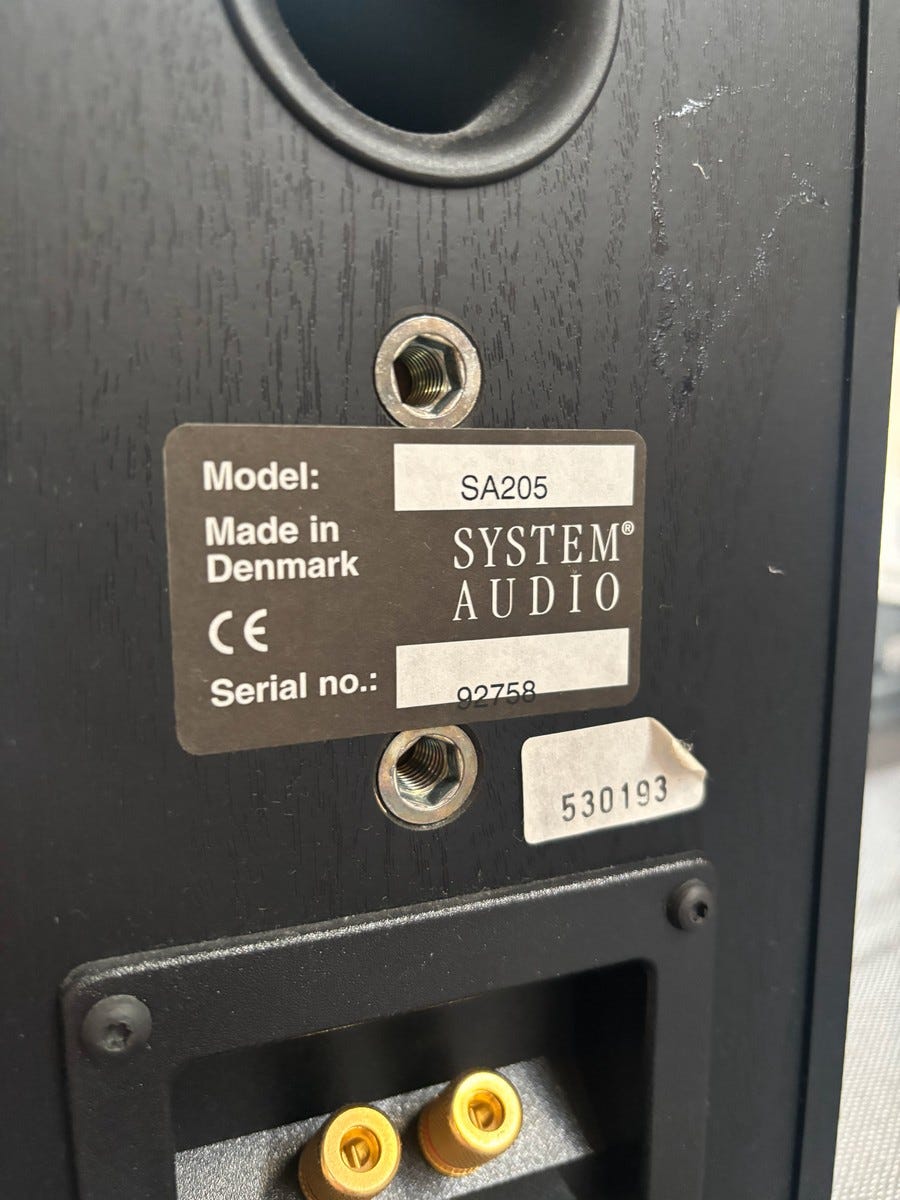 Model: SA205
Made in
Denmark
SYSTEM®
AUDIO
CE
Serial no.: 92758
530193